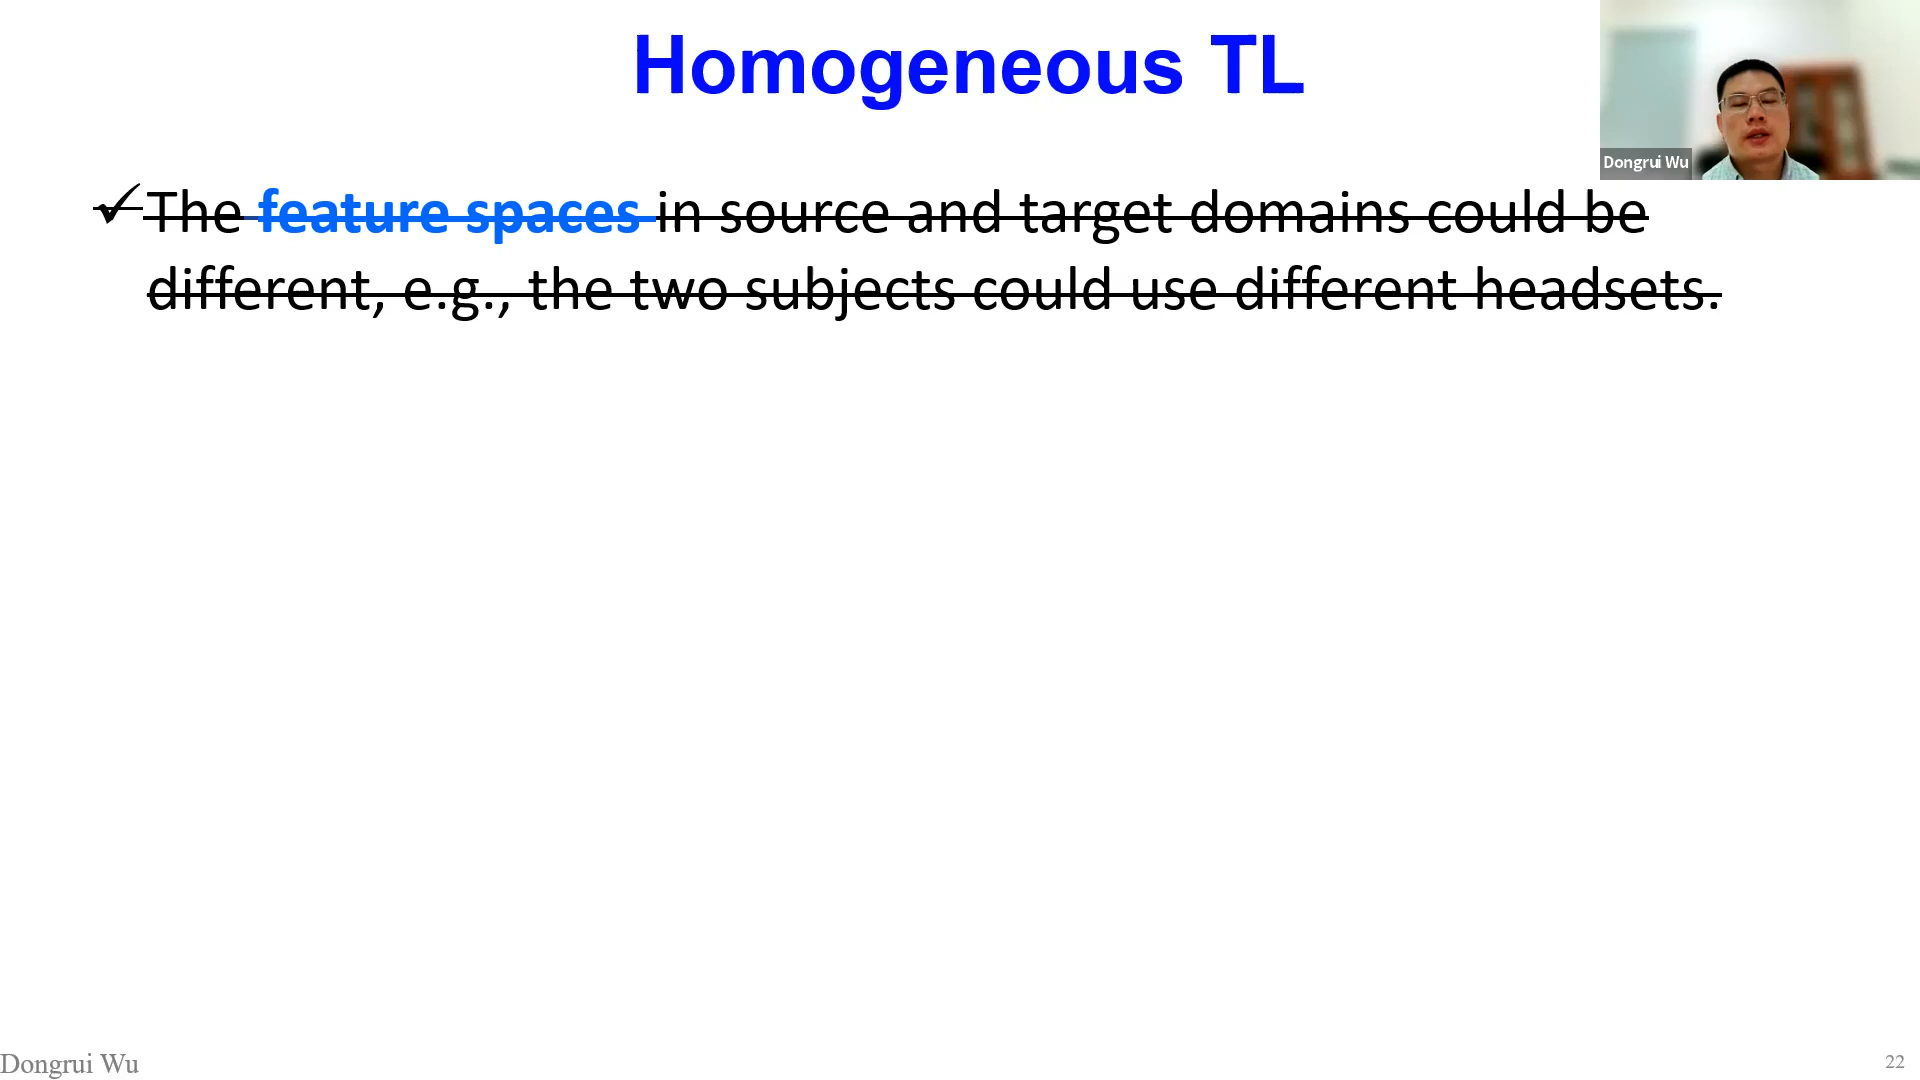 Homogeneous TL
Dongrui Wu
✓The feature spaces in source and target domains could be
different, e.g., the two subjects could use different headsets.
Dongrui Wu
22